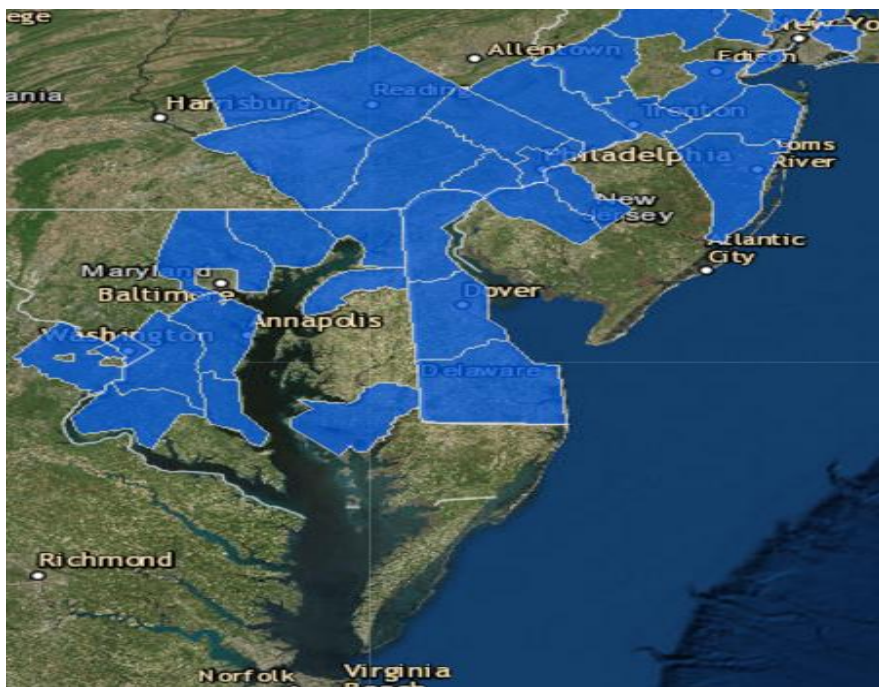 ege
New Yo
Allentown
Edison
ania
Reading
Harrisburg
Trenton
Toms
River
Philadelphia
New
Jersey
Atlantic
City
Maryland
Baltimore
Dover
Annapolis
Washington
Delaware
Richmond
Norfolk
Virginia
Beach